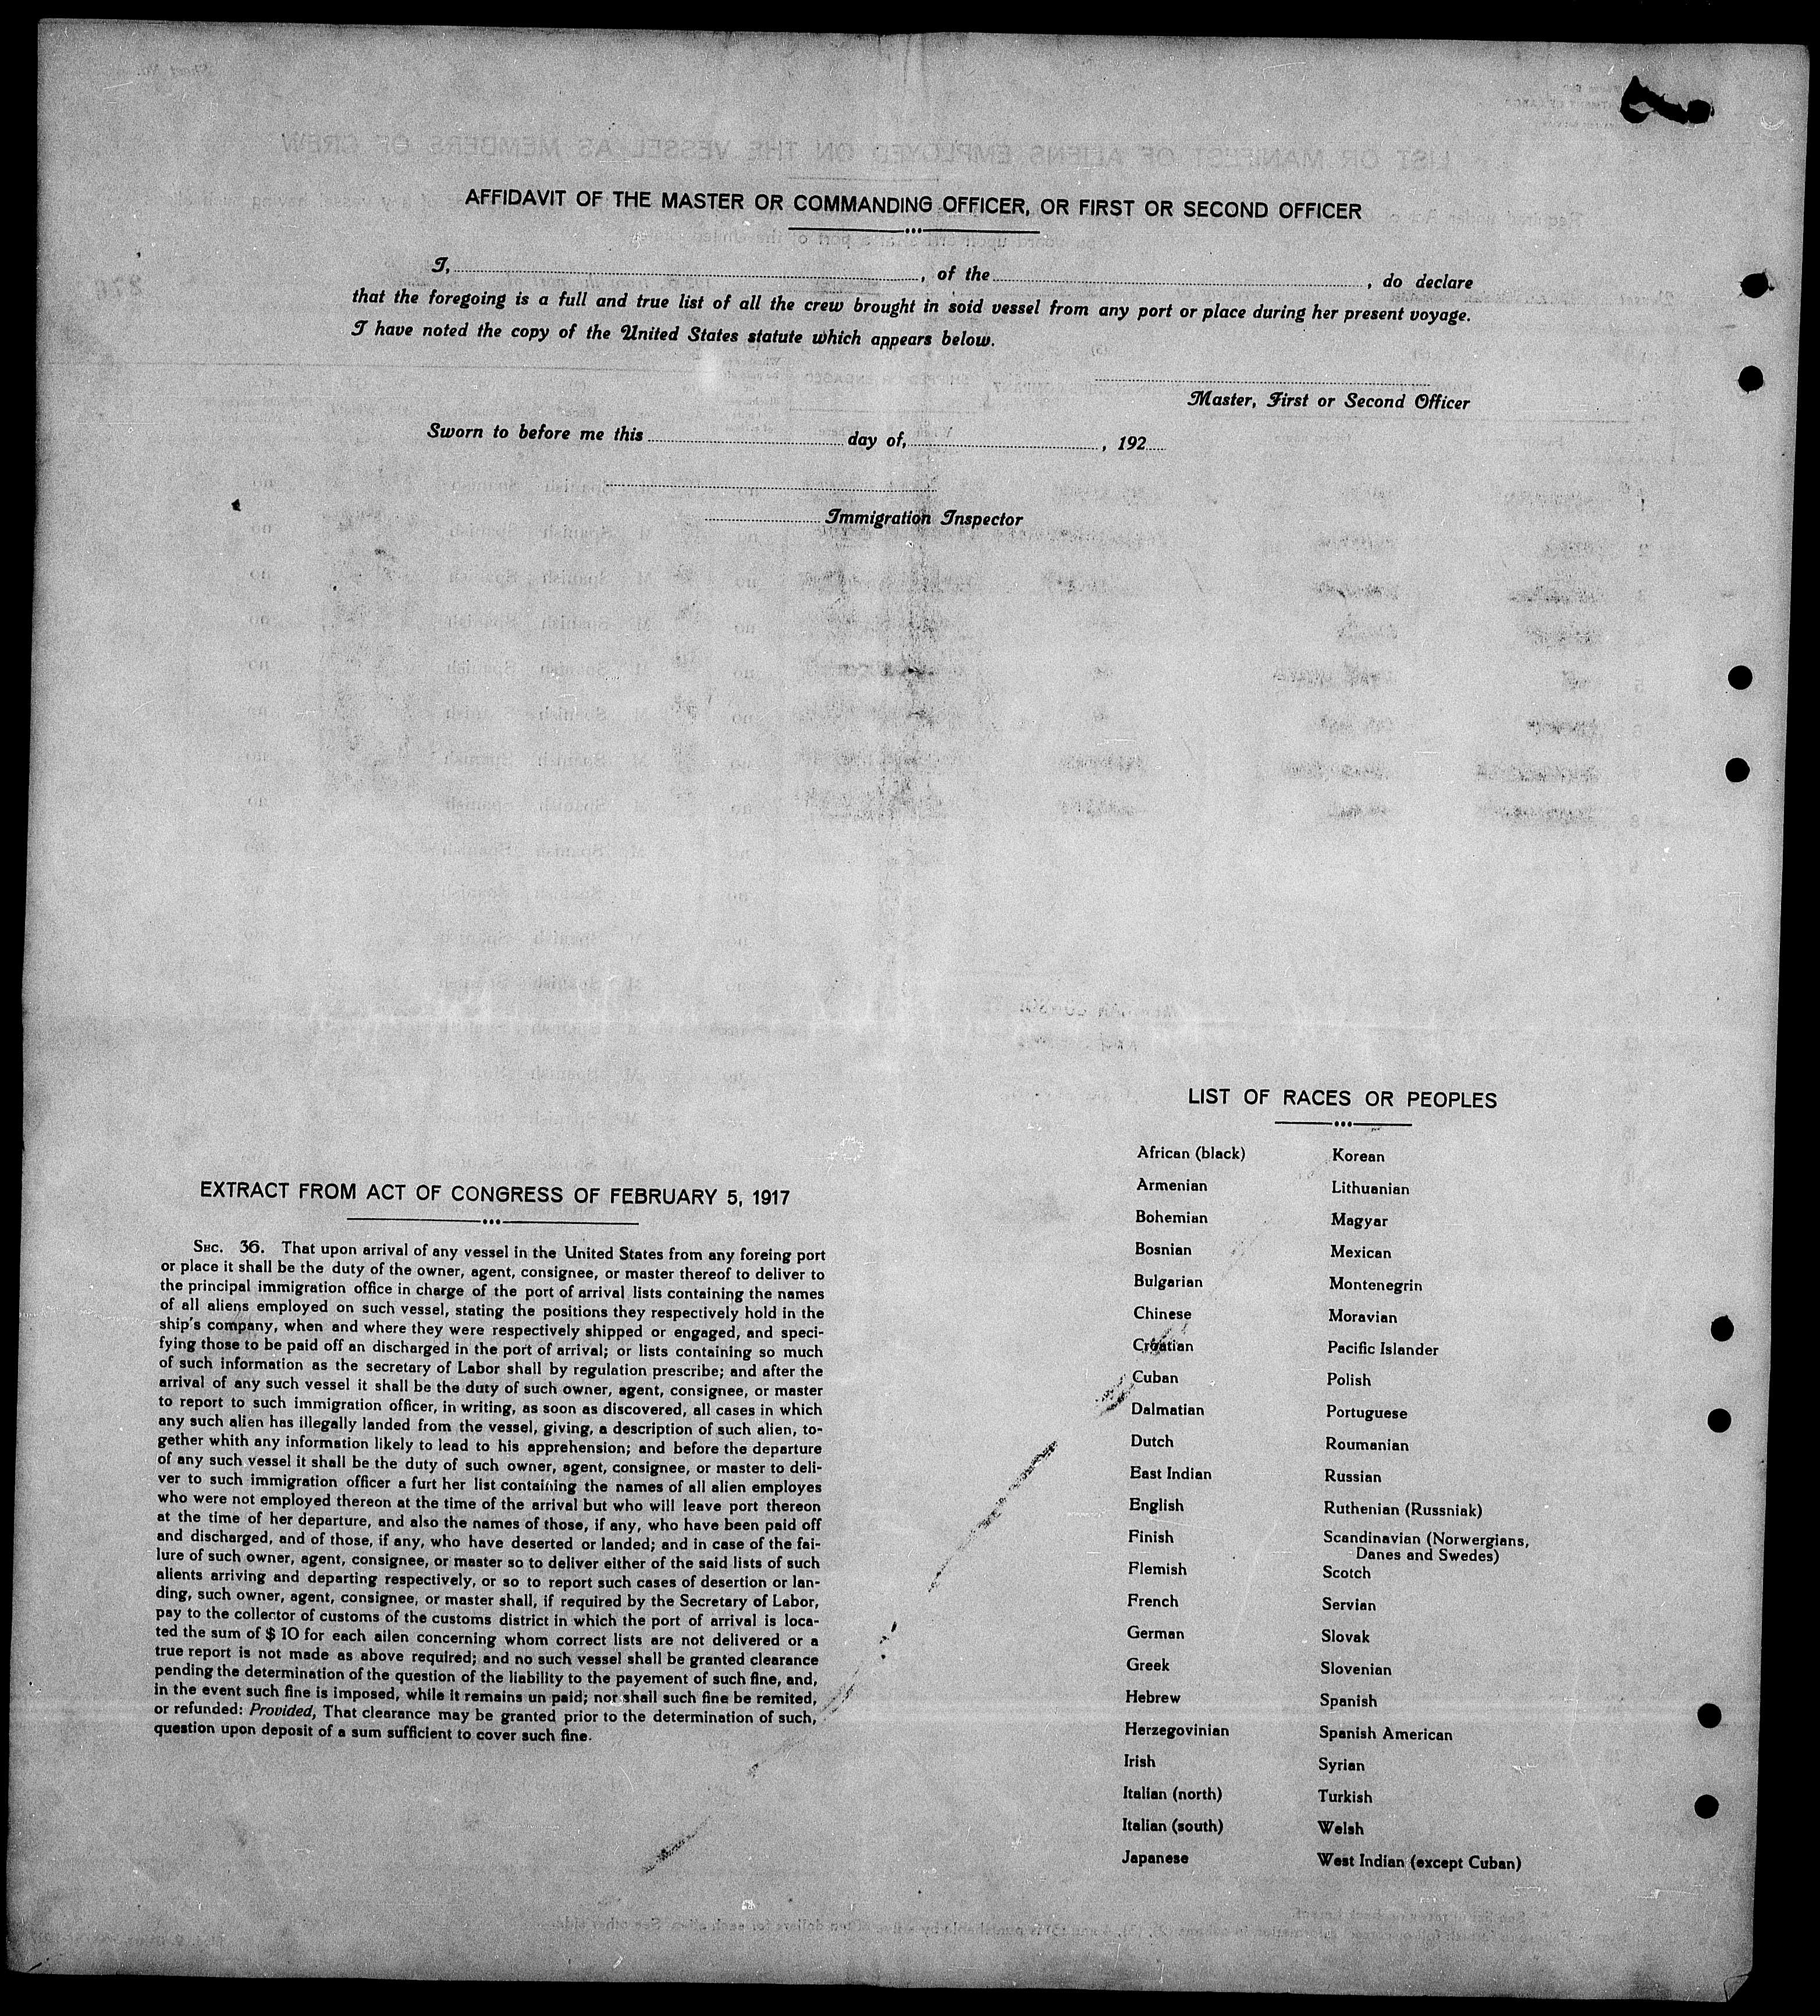 AFFIDAVIT OF THE MASTER OR COMMANDING OFFICER, OR FIRST OR SECOND OFFICER
I, , of the , do declare
that the foregoing is a full and true list of all the crew brought in soid vessel from any port or place during her present voyage.
I have noted the copy of the United States statute which appears below.
Master, First or Second Officer
Sworn to before me this day of, , 192
Immigration Inspector
EXTRACT FROM ACT OF CONGRESS OF FEBRUARY 5, 1917
SEC. 36. That upon arrival of any vessel in the United States from any foreing port
or place it shall be the duty of the owner, agent, consignee, or master thereof to deliver to
the principal immigration office in charge of the port of arrival lists containing the names
of all aliens employed on such vessel, stating the positions they respectively hold in the
ship's company, when and where they were respectively shipped or engaged, and speci-
fying those to be paid off an discharged in the port of arrival; or lists containing so much
of such information as the secretary of Labor shall by regulation prescribe; and after the
arrival of any such vessel it shall be the duty of such owner, agent, consignee, or master
to report to such immigration officer, in writing, as soon as discovered, all cases in which
any such alien has illegally landed from the vessel, giving, a description of such alien, to-
gether whith any information likely to lead to his apprehension; and before the departure
of any such vessel it shall be the duty of such owner, agent, consignee, or master to deli-
ver to such immigration officer a furt her list containing the names of all alien employes
who were not employed thereon at the time of the arrival but who will leave port thereon
at the time of her departure, and also the names of those, if any, who have been paid off
and discharged, and of those, if any, who have deserted or landed; and in case of the fai-
lure of such owner, agent, consignee, or master so to deliver either of the said lists of such
alients arriving and departing respectively, or so to report such cases of desertion or lan-
ding, such owner, agent, consignee, or master shall, if required by the Secretary of Labor,
pay to the collector of customs of the customs district in which the port of arrival is loca-
ted the sum of $ 10 for each ailen concerning whom correct lists are not delivered or a
true report is not made as above required; and no such vessel shall be granted clearance
pending the determination of the question of the liability to the payement of such fine, and,
in the event such fine is imposed, while it remains un paid; nor shall such fine be remited,
or refunded: Provided, That clearance may be granted prior to the determination of such,
question upon deposit of a sum sufficient to cover such fine.
LIST OF RACES OR PEOPLES
African (black) Korean
Armenian Lithuanian
Bohemian Magyar
Bosnian Mexican
Bulgarian Montenegrin
Chinese Moravian
Croatian Pacific Islander
Cuban Polish
Dalmatian Portuguese
Dutch Roumanian
East Indian Russian
English Ruthenian (Russniak)
Finish Scandinavian (Norwergians,
Danes and Swedes)
Flemish Scotch
French Servian
German Slovak
Greek Slovenian
Hebrew Spanish
Herzegovinian Spanish American
Irish Syrian
Italian (north) Turkish
Italian (south) Welsh
Japanese West Indian (except Cuban)